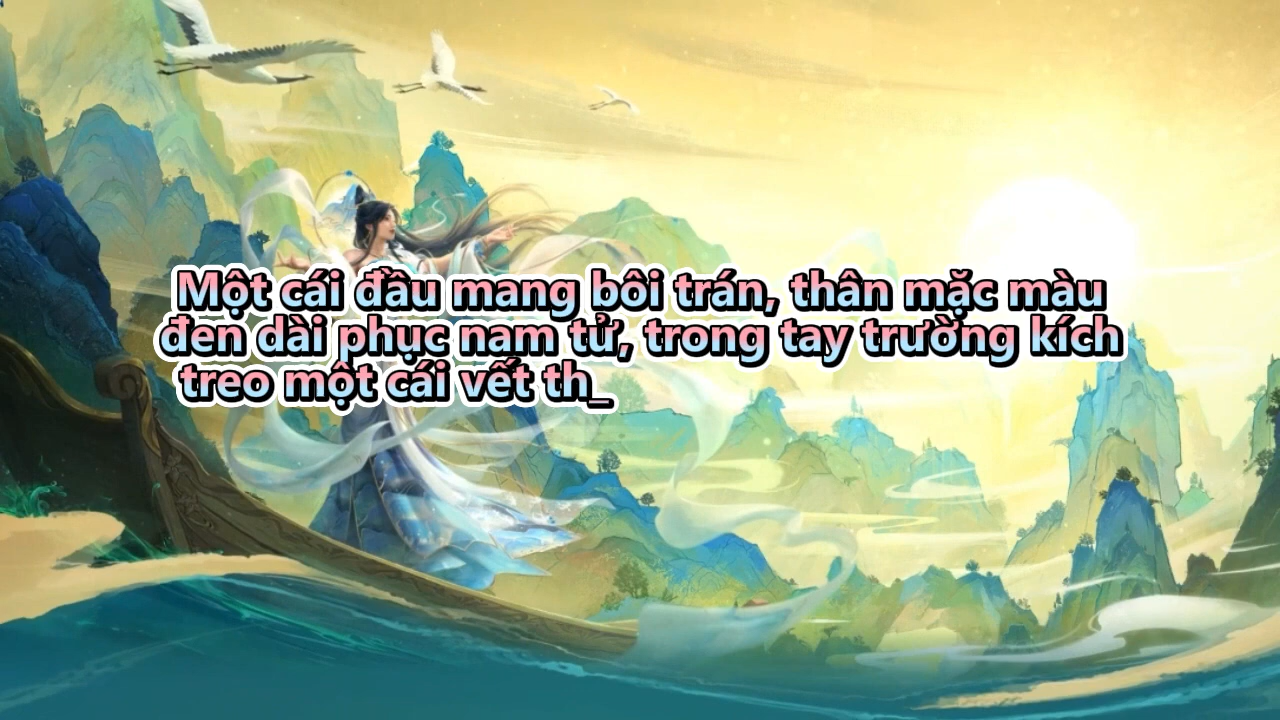 Một cái đầu mang bôi trán, thân mặc màu
đen dài phục nam tử, trong tay trường kích
treo một cái vết th_